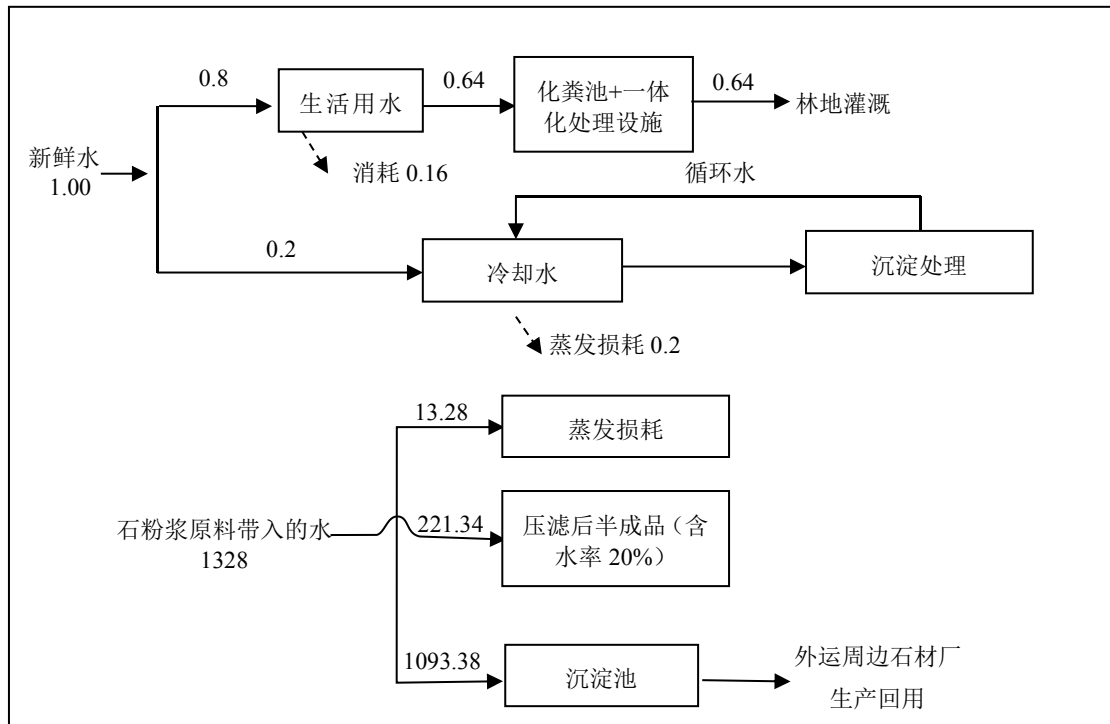 0.8
生活用水
0.64
化粪池+一体
化处理设施
0.64
林地灌溉
新鲜水
1.00
消耗 0.16
循环水
0.2
冷却水
沉淀处理
蒸发损耗 0.2
13.28
蒸发损耗
石粉浆原料带入的水
1328
221.34
压滤后半成品（含
水率 20%）
1093.38
沉淀池
外运周边石材厂
生产回用